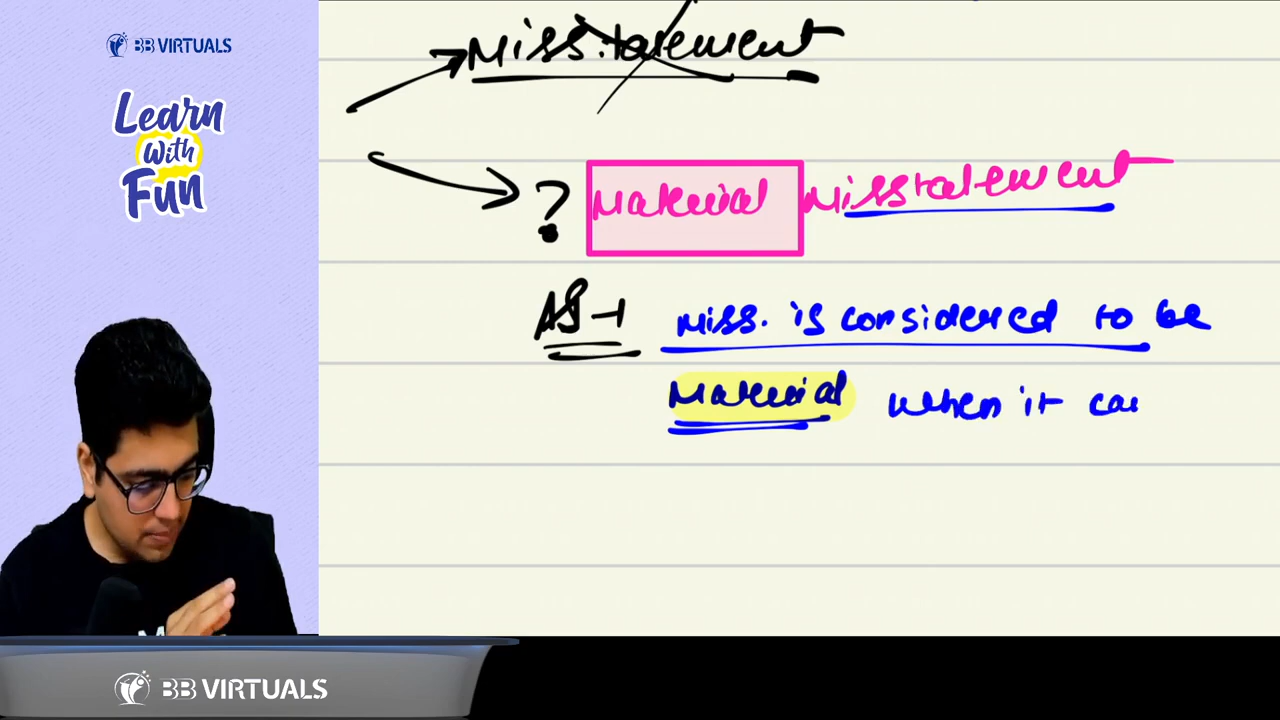 BB VIRTUALS
Learn
With
Fun
Misstatement
? Material Misstatement
AS-1 Miss. is considered to be
Material when it ca
BB VIRTUALS